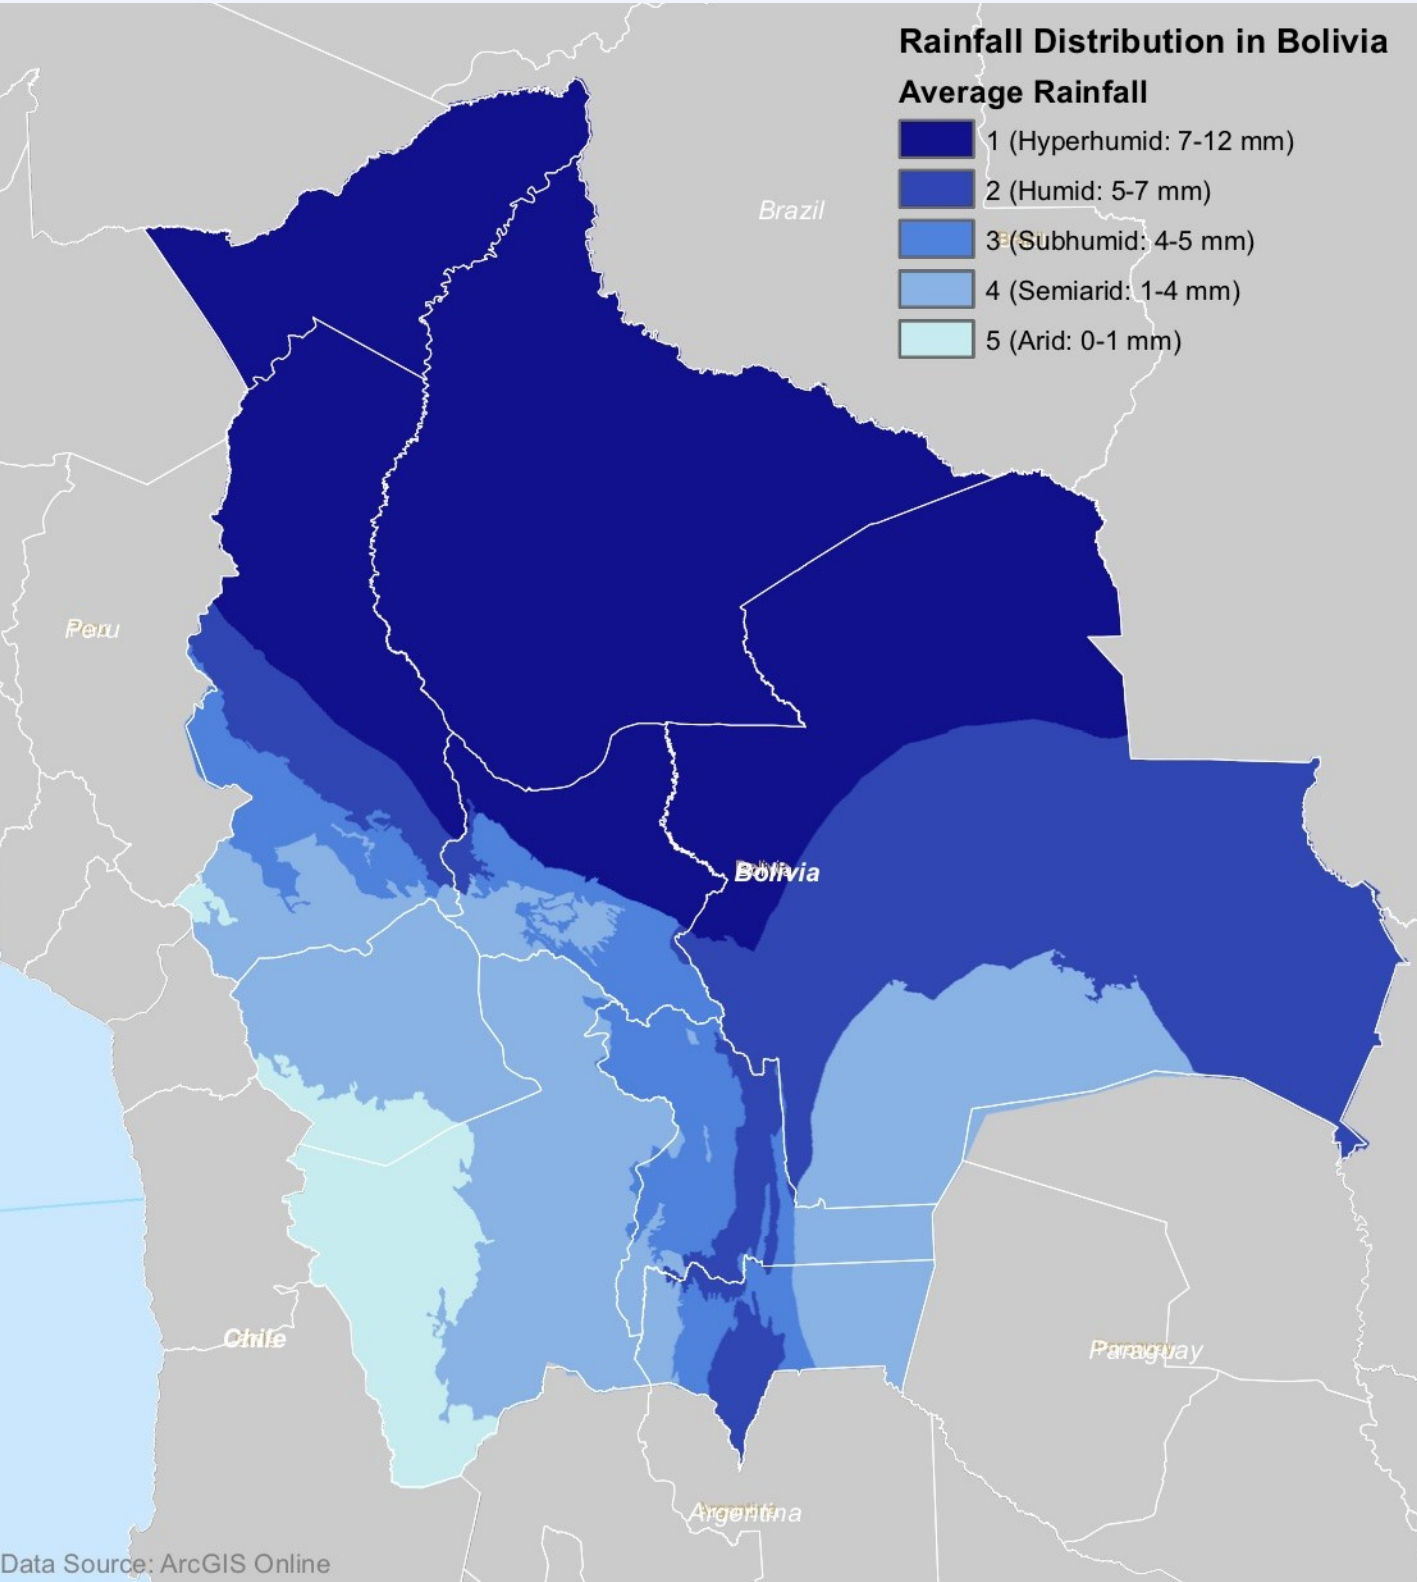 Rainfall Distribution in Bolivia
Average Rainfall
1 (Hyperhumid: 7-12 mm)
2 (Humid: 5-7 mm)
3 (Subhumid: 4-5 mm)
4 (Semiarid: 1-4 mm)
5 (Arid: 0-1 mm)
Brazil
Brazil
Peru
Bolivia
Chile
Paraguay
Argentina
Data Source: ArcGIS Online